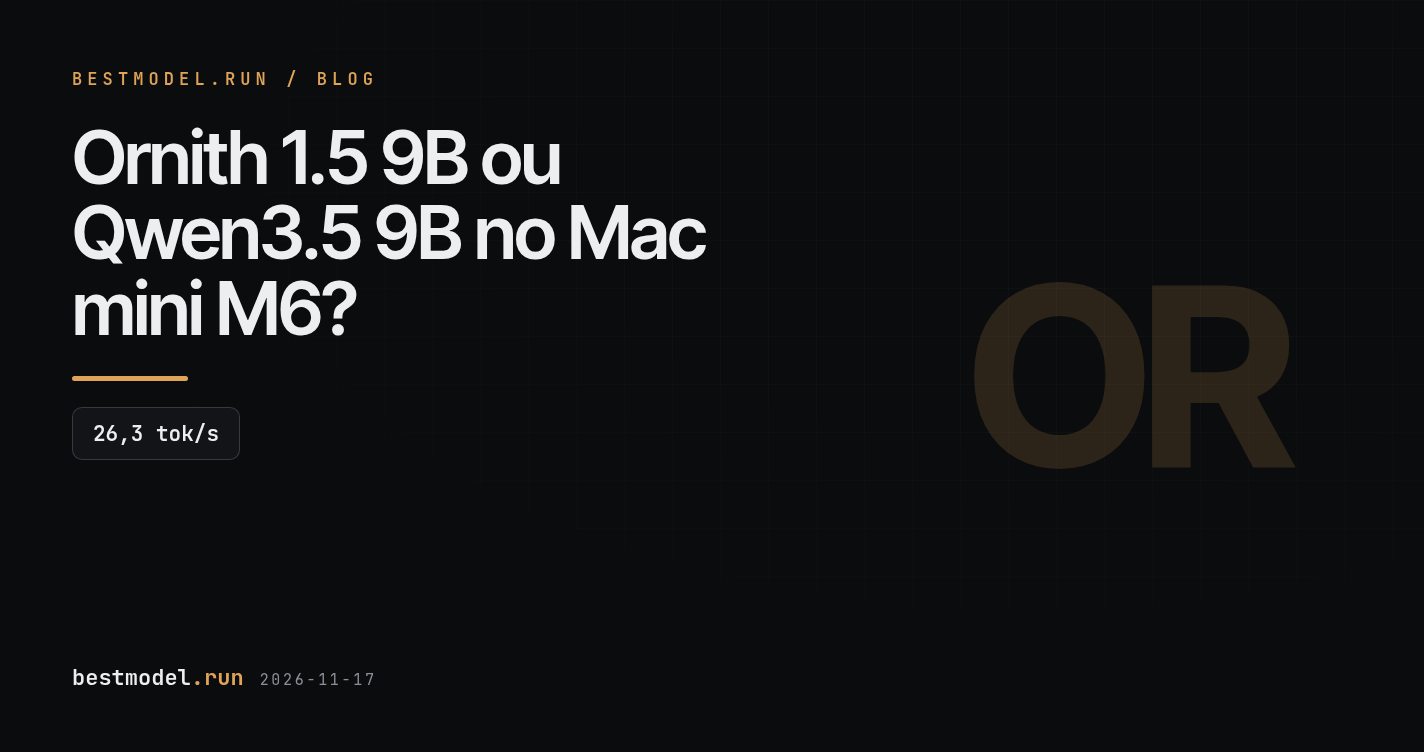 BESTMODEL.RUN / BLOG
Ornith 1.5 9B ou
Qwen3.5 9B no Mac
mini M6?
26,3 tok/s
OR
bestmodel.run 2026-11-17